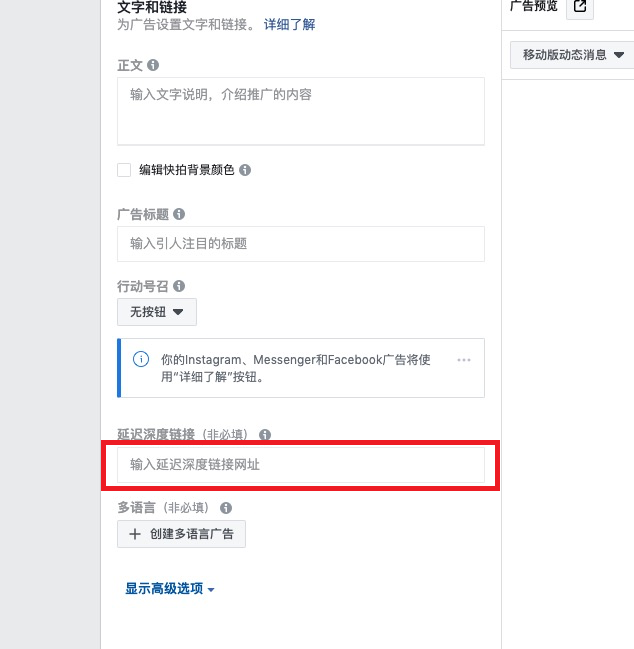 文字和链接
为广告设置文字和链接。 详细了解
正文
输入文字说明，介绍推广的内容
编辑快拍背景颜色
广告标题
输入引人注目的标题
行动号召
无按钮
你的Instagram、Messenger和Facebook广告将使
用“详细了解”按钮。
延迟深度链接（非必填）
输入延迟深度链接网址
多语言（非必填）
+ 创建多语言广告
显示高级选项
广告预览
移动版动态消息